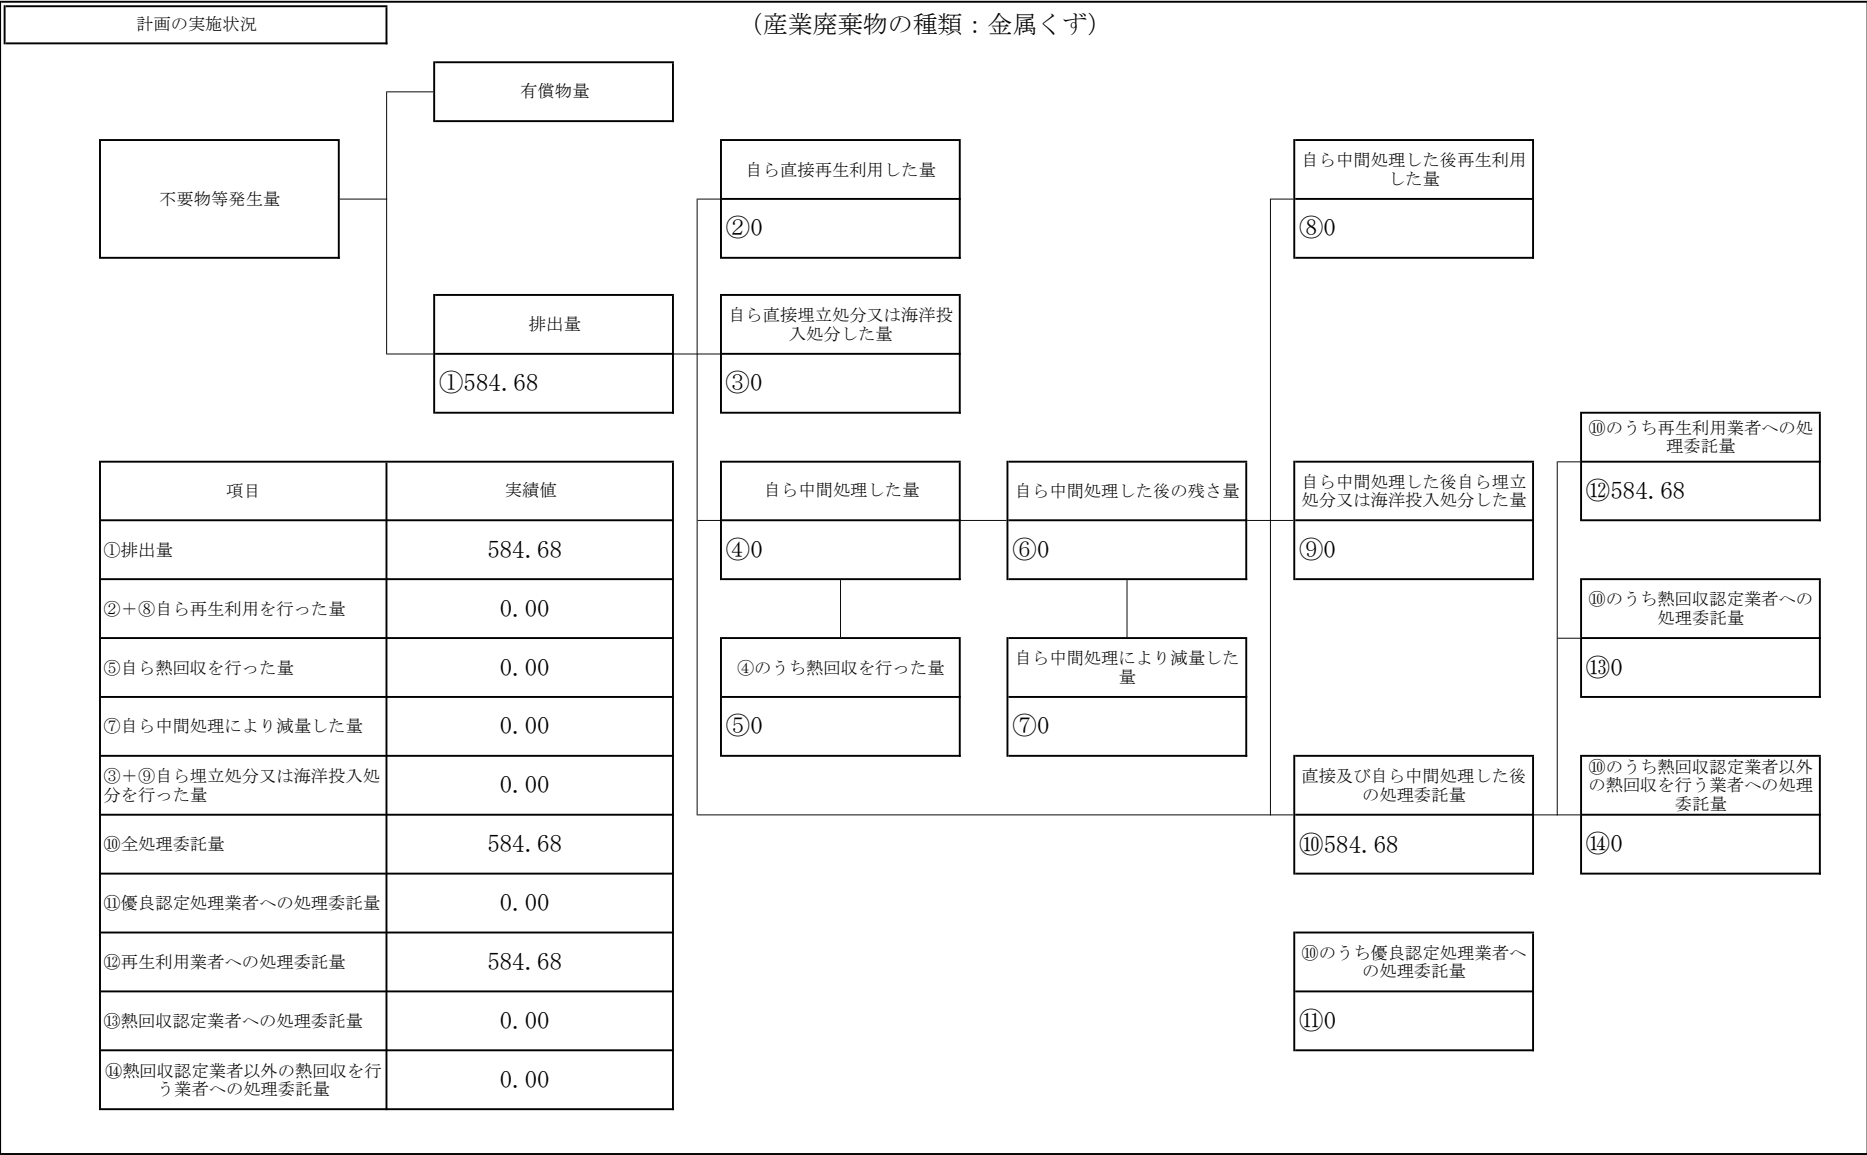 計画の実施状況
(産業廃棄物の種類：金属くず)
有償物量
不要物等発生量
排出量
①584.68
自ら直接再生利用した量
②0
自ら直接埋立処分又は海洋投
入処分した量
③0
自ら中間処理した量
④0
④のうち熱回収を行った量
⑤0
自ら中間処理した後の残さ量
⑥0
自ら中間処理により減量した
量
⑦0
自ら中間処理した後再生利用
した量
⑧0
自ら中間処理した後自ら埋立
処分又は海洋投入処分した量
⑨0
直接及び自ら中間処理した後
の処理委託量
⑩584.68
⑩のうち優良認定処理業者へ
の処理委託量
⑪0
⑩のうち再生利用業者への処
理委託量
⑫584.68
⑩のうち熱回収認定業者への
処理委託量
⑬0
⑩のうち熱回収認定業者以外
の熱回収を行う業者への処理
委託量
⑭0
項目 実績値
①排出量 584.68
②＋⑧自ら再生利用を行った量 0.00
⑤自ら熱回収を行った量 0.00
⑦自ら中間処理により減量した量 0.00
③＋⑨自ら埋立処分又は海洋投入処
分を行った量 0.00
⑩全処理委託量 584.68
⑪優良認定処理業者への処理委託量 0.00
⑫再生利用業者への処理委託量 584.68
⑬熱回収認定業者への処理委託量 0.00
⑭熱回収認定業者以外の熱回収を行
う業者への処理委託量 0.00